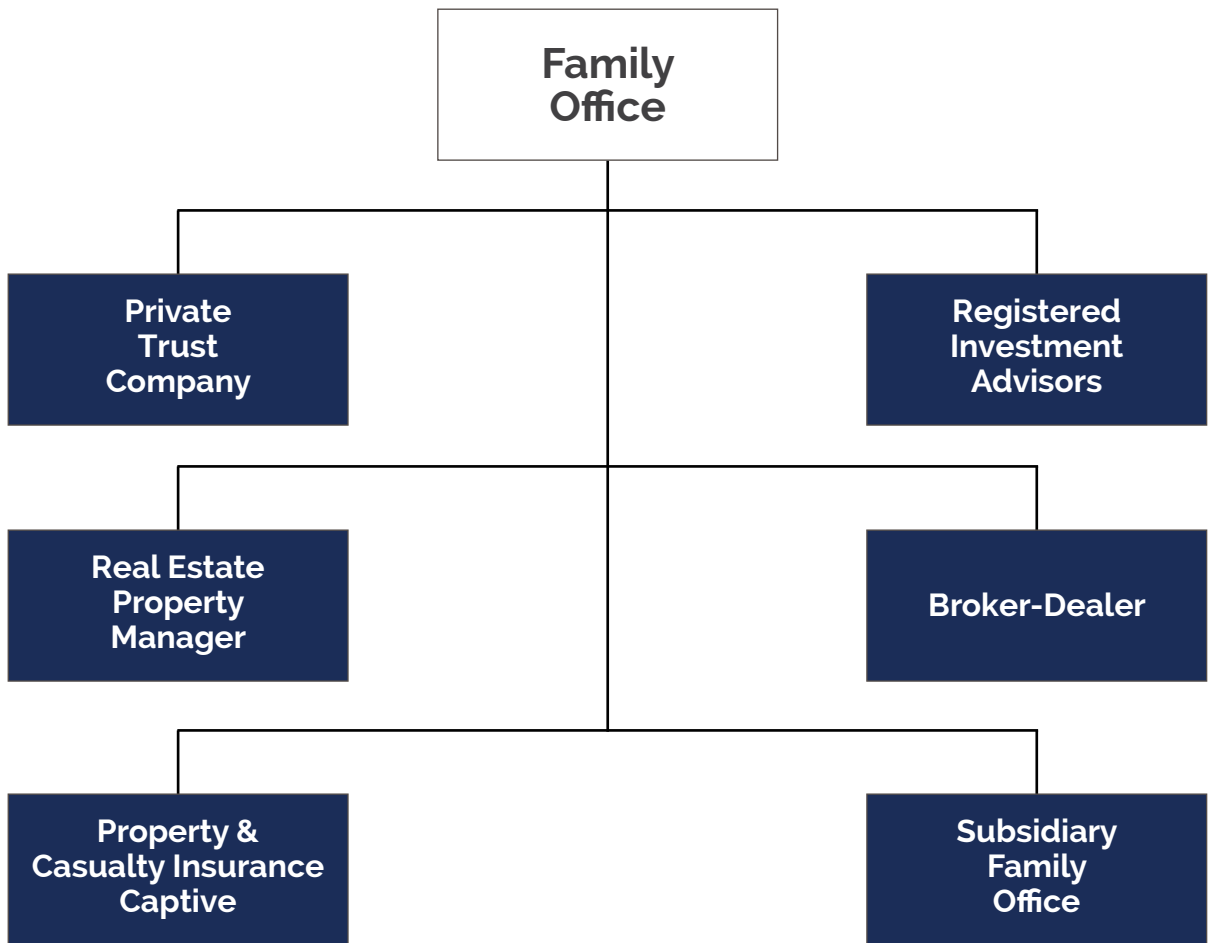 Family
Office
Private
Trust
Company
Registered
Investment
Advisors
Real Estate
Property
Manager
Broker-Dealer
Property &
Casualty Insurance
Captive
Subsidiary
Family
Office